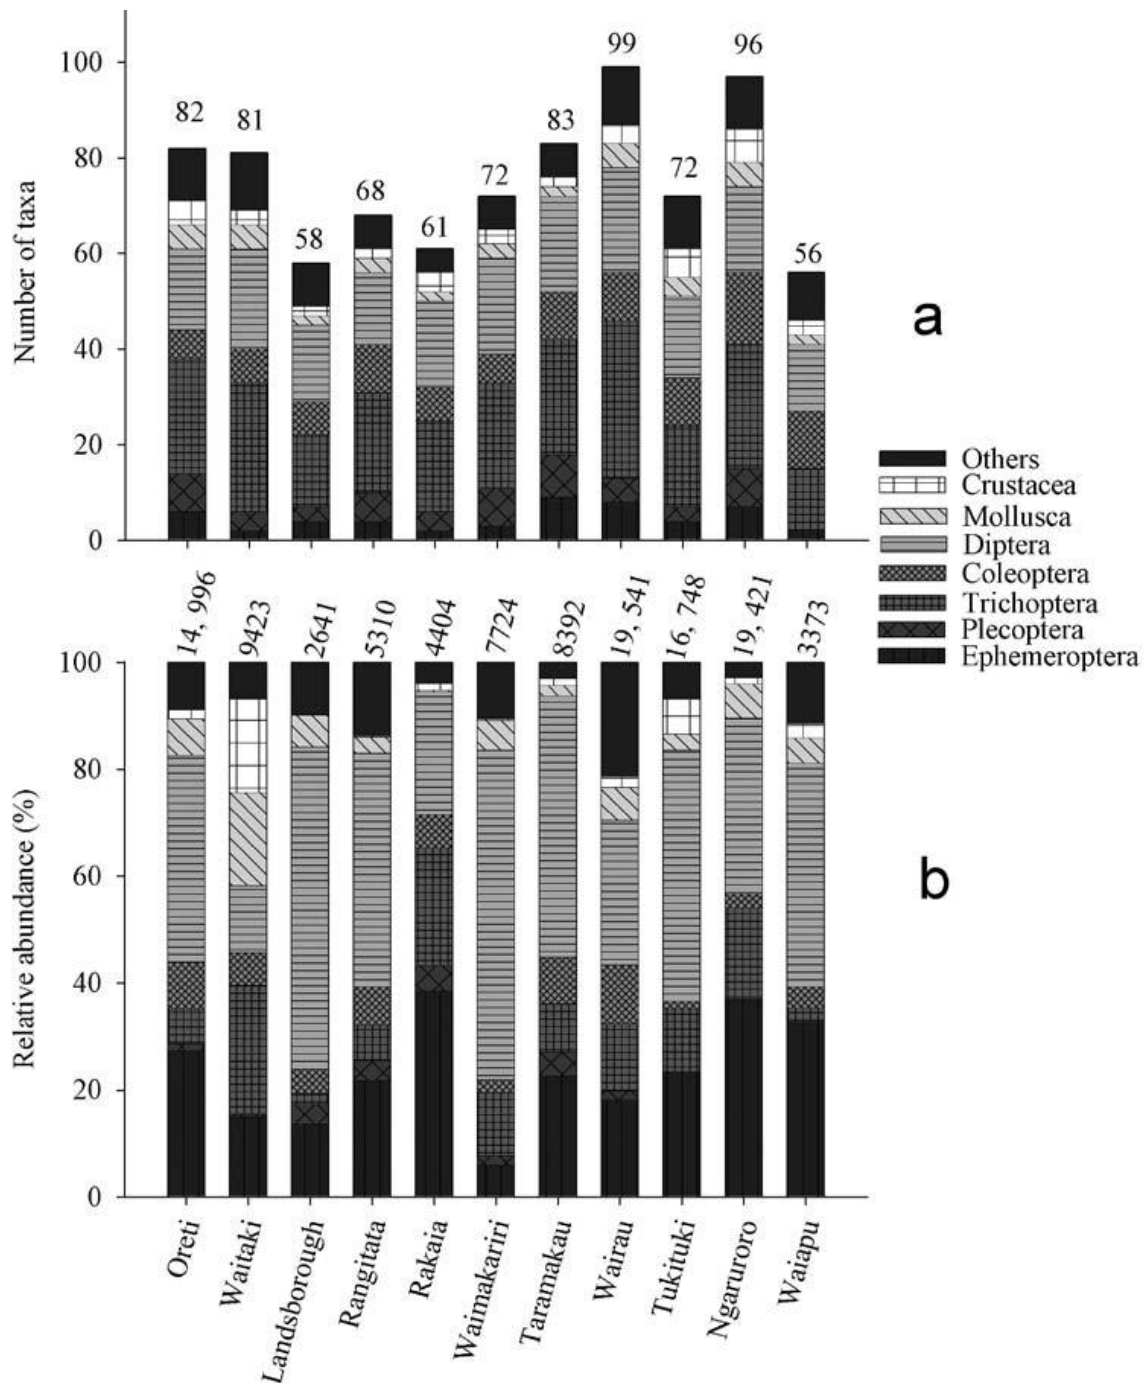 Number of taxa
100
80
60
40
20
0
82
81
58
68
61
72
83
99
72
96
56
a
Others
Crustacea
Mollusca
Diptera
Coleoptera
Trichoptera
Plecoptera
Ephemeroptera
Relative abundance (%)
100
80
60
40
20
0
14, 996
9423
2641
5310
4404
7724
8392
19, 541
16, 748
19, 421
3373
b
Oreti
Waitaki
Landsborough
Rangitata
Rakaia
Waimakariri
Taramakau
Wairau
Tukituki
Ngaruroro
Waiapu